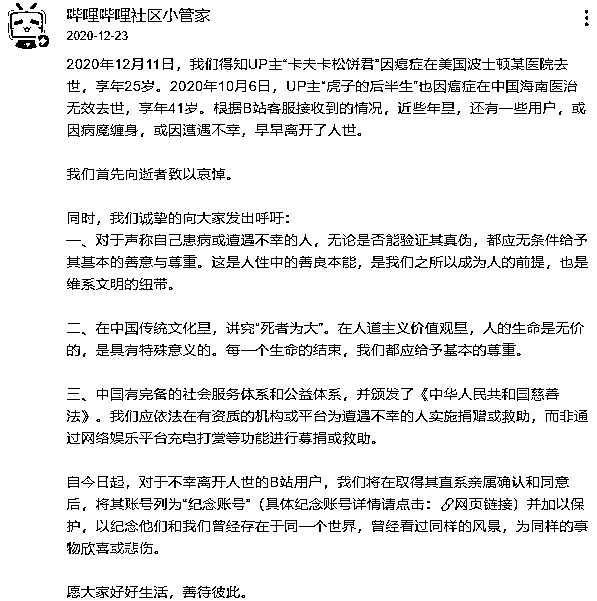 哔哩哔哩社区小管家
2020-12-23
2020年12月11日，我们得知UP主“卡夫卡松饼君”因癌症在美国波士顿某医院去
世，享年25岁。2020年10月6日，UP主“虎子的后半生”也因癌症在中国海南医治
无效去世，享年41岁。根据B站客服接收到的情况，近些年里，还有一些用户，或
因病魔缠身，或因遭遇不幸，早早离开了人世。
我们首先向逝者致以哀悼。
同时，我们诚挚的向大家发出呼吁：
一、对于声称自己患病或遭遇不幸的人，无论是否能验证其真伪，都应无条件给予
其基本的善意与尊重。这是人性中的善良本能，是我们之所以成为人的前提，也是
维系文明的纽带。
二、在中国传统文化里，讲究“死者为大”。在人道主义价值观里，人的生命是无价
的，是具有特殊意义的。每一个生命的结束，我们都应给予基本的尊重。
三、中国有完备的社会服务体系和公益体系，并颁发了《中华人民共和国慈善
法》。我们应依法在有资质的机构或平台为遭遇不幸的人实施捐赠或救助，而非通
过网络娱乐平台充电打赏等功能进行募捐或救助。
自今日起，对于不幸离开人世的B站用户，我们将在取得其直系亲属确认和同意
后，将其账号列为“纪念账号”（具体纪念账号详情请点击：网页链接）并加以保
护，以纪念他们和我们曾经存在于同一个世界，曾经看过同样的风景，为同样的事
物欣喜或悲伤。
愿大家好好生活，善待彼此。